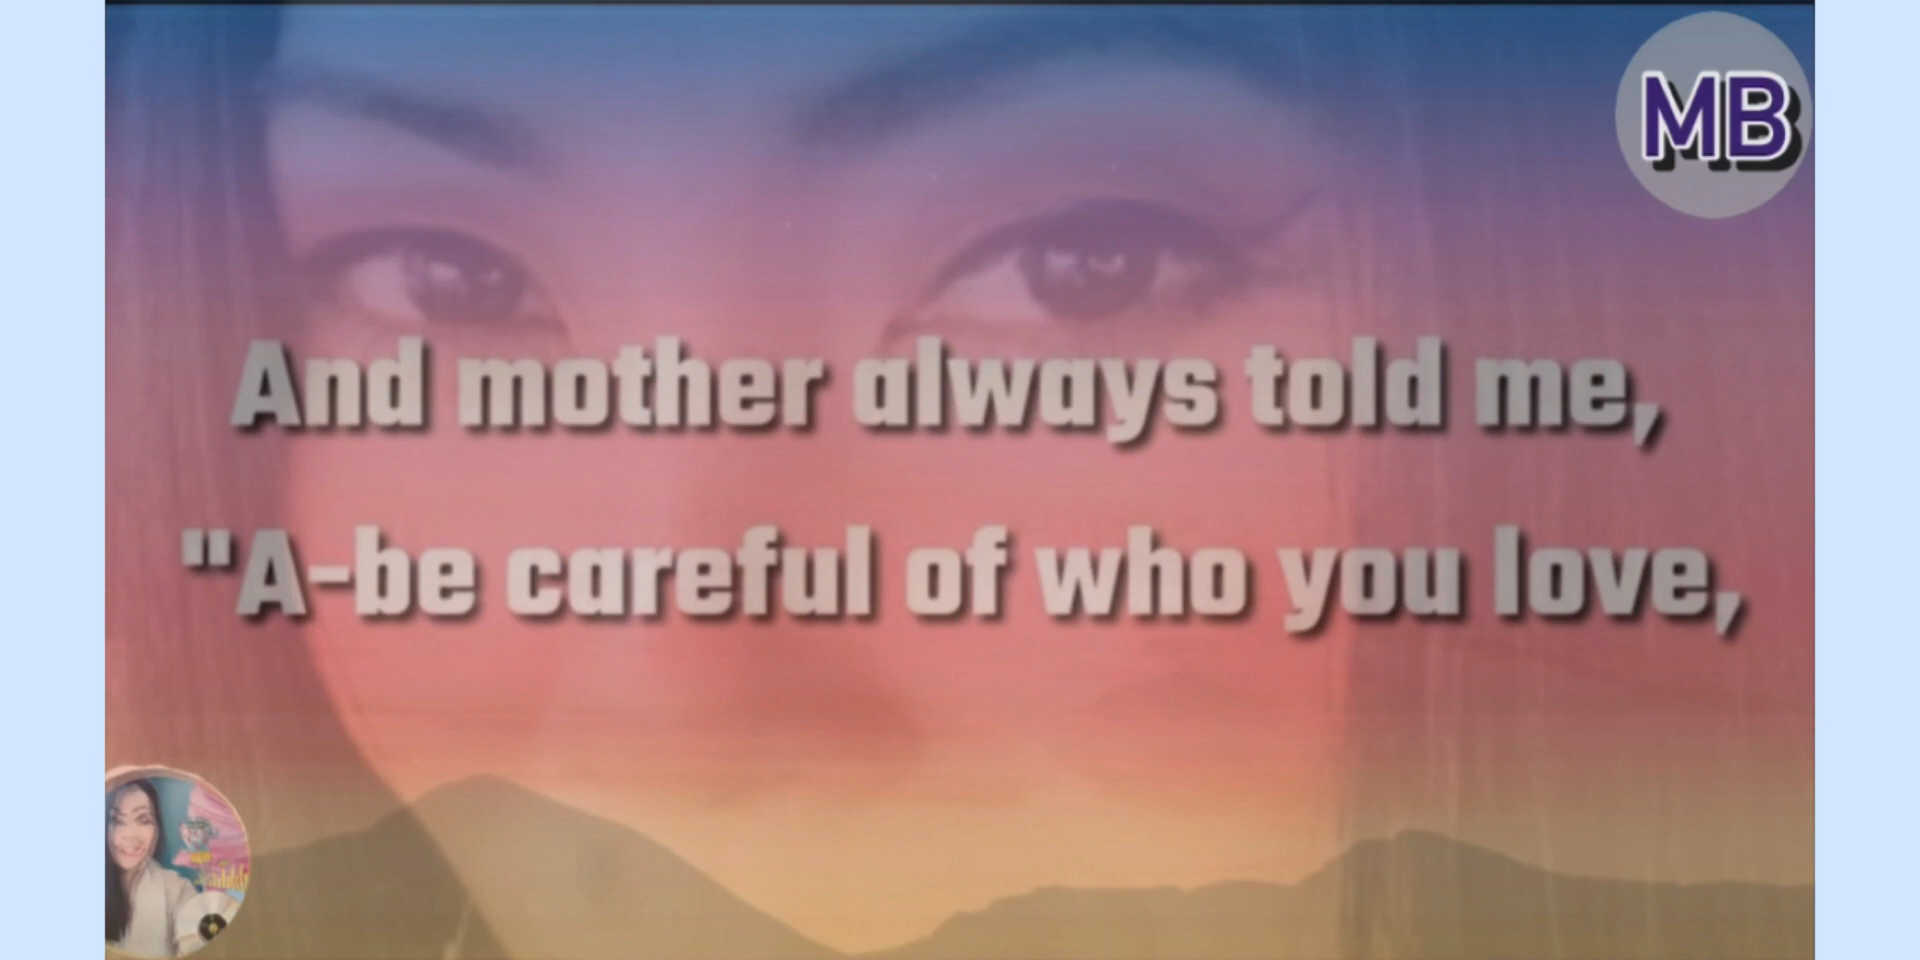 MB
And mother always told me,
"A-be careful of who you love,